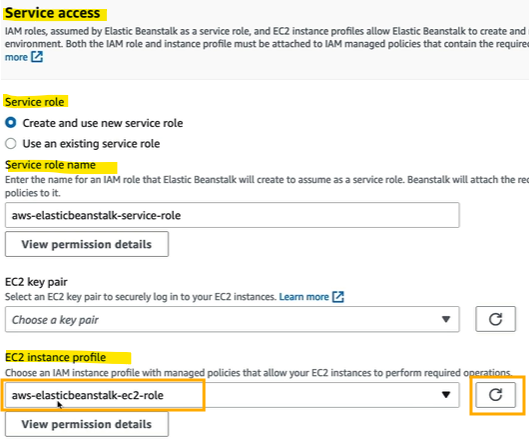 Service access
IAM roles, assumed by Elastic Beanstalk as a service role, and EC2 instance profiles allow Elastic Beanstalk to create and
environment. Both the IAM role and instance profile must be attached to IAM managed policies that contain the require
more
Service role
Create and use new service role
Use an existing service role
Service role name
Enter the name for an IAM role that Elastic Beanstalk will create to assume as a service role. Beanstalk will attach the re
policies to it.
aws-elasticbeanstalk-service-role
View permission details
EC2 key pair
Select an EC2 key pair to securely log in to your EC2 instances. Learn more
Choose a key pair
EC2 instance profile
Choose an IAM instance profile with managed policies that allow your EC2 instances to perform required operations.
aws-elasticbeanstalk-ec2-role
View permission details